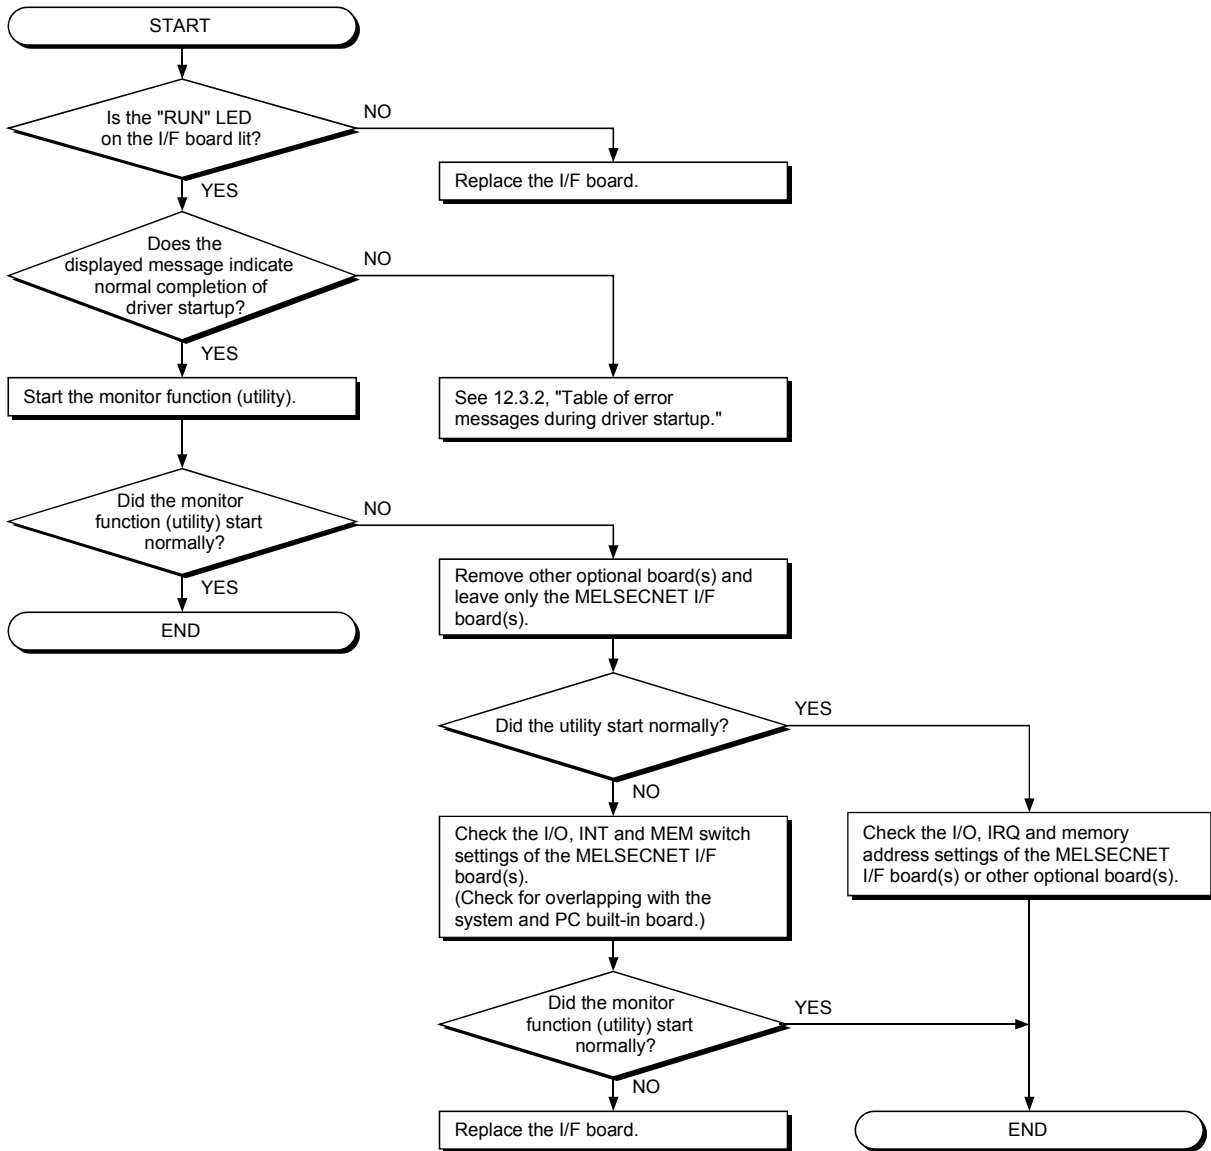 START
Is the "RUN" LED
on the I/F board lit?
NO
Replace the I/F board.
YES
Does the
displayed message indicate
normal completion of
driver startup?
NO
YES
Start the monitor function (utility).
See 12.3.2, "Table of error
messages during driver startup."
Did the monitor
function (utility) start
normally?
NO
YES
END
Remove other optional board(s) and
leave only the MELSECNET I/F
board(s).
Did the utility start normally?
YES
NO
Check the I/O, INT and MEM switch
settings of the MELSECNET I/F
board(s).
(Check for overlapping with the
system and PC built-in board.)
Check the I/O, IRQ and memory
address settings of the MELSECNET
I/F board(s) or other optional board(s).
Did the monitor
function (utility) start
normally?
YES
NO
Replace the I/F board.
END